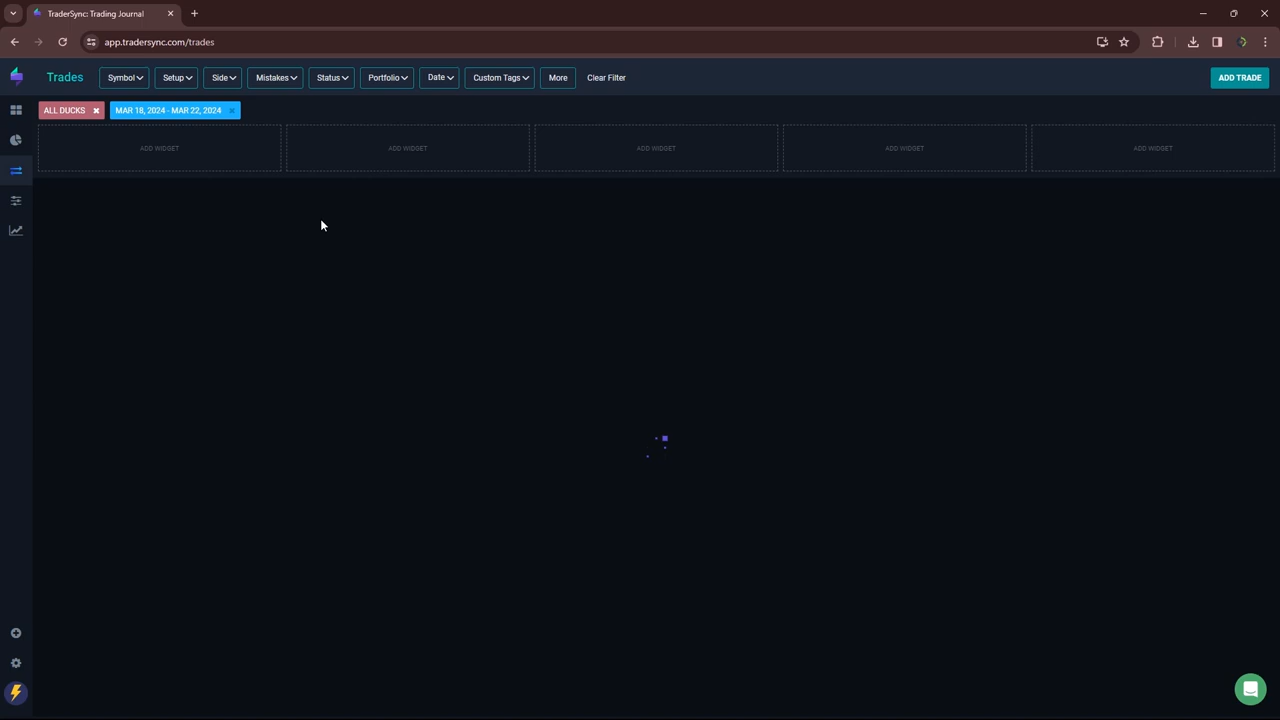 TraderSync: Trading Journal
app.tradersync.com/trades
Trades Symbol Setup Side Mistakes Status Portfolio Date Custom Tags More Clear Filter ADD TRADE
ALL DUCKS MAR 18, 2024 - MAR 22, 2024
ADD WIDGET ADD WIDGET ADD WIDGET ADD WIDGET ADD WIDGET